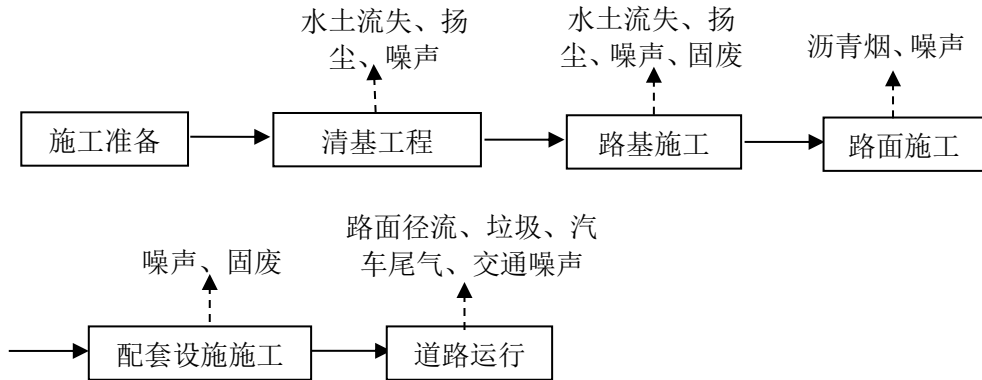 水土流失、扬
尘、噪声
水土流失、扬
尘、噪声、固废
沥青烟、噪声
施工准备
清基工程
路基施工
路面施工
噪声、固废
路面径流、垃圾、汽
车尾气、交通噪声
配套设施施工
道路运行